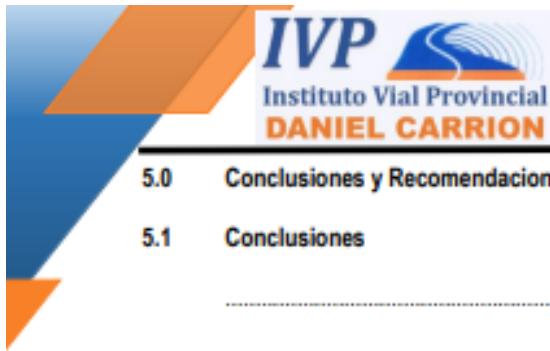 IVP
Instituto Vial Provincial
DANIEL CARRION
5.0 Conclusiones y Recomendacion
5.1 Conclusiones